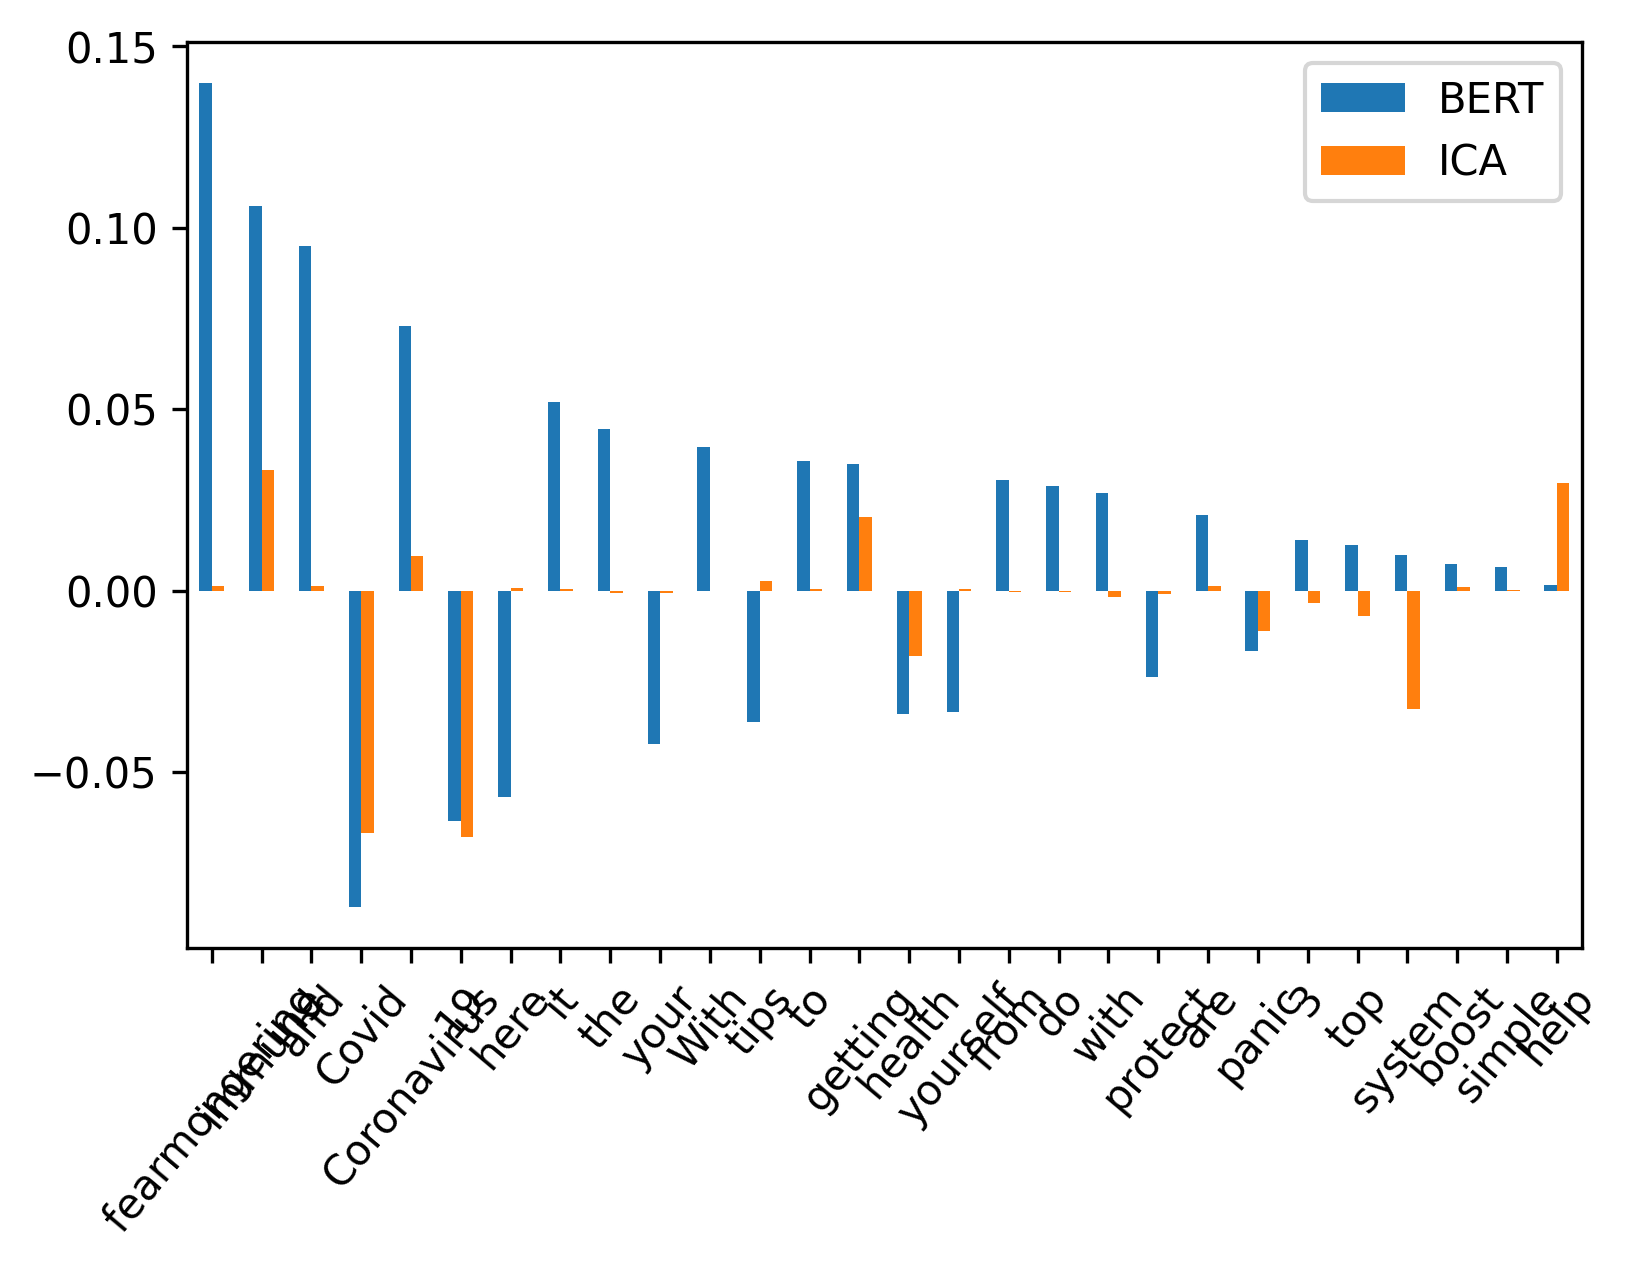 0.15
0.10
0.05
0.00
−0.05
BERT
ICA
fearmongering
immune
and
Covid
Coronavirus
19
here
it
the
your
With
tips
to
getting
health
yourself
from
do
with
protect
are
panic
3
top
system
boost
simple
help